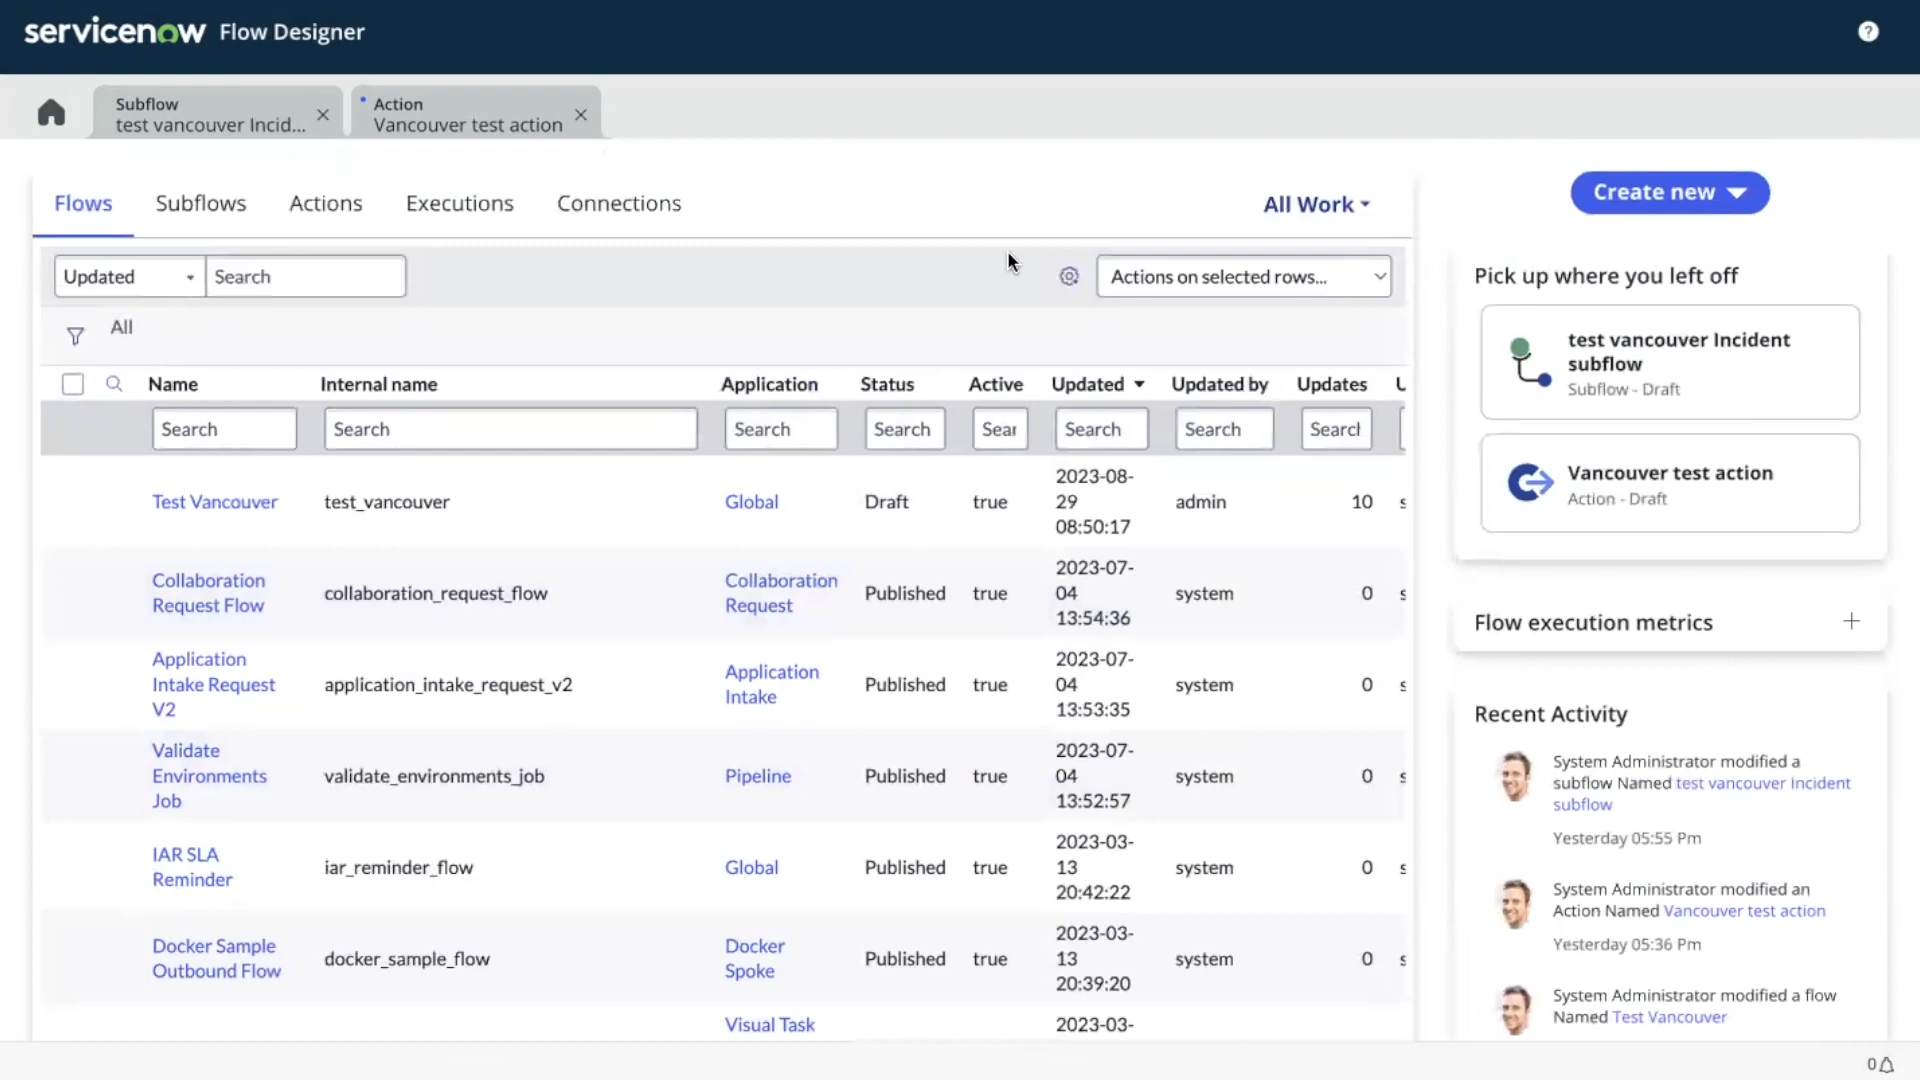 servicenow Flow Designer
?
Subflow
test vancouver Incid...
Action
Vancouver test action
Flows Subflows Actions Executions Connections All Work
Create new
Updated Search Actions on selected rows...
All
Name Internal name Application Status Active Updated Updated by Updates U
Search Search Search Search Sear Search Search Search
Test Vancouver test_vancouver Global Draft active true 2023-08-
29
08:50:17 admin 10 s
Collaboration
Request Flow collaboration_request_flow Collaboration
Request Published true 2023-07-
04
13:54:36 system 0 s
Application
Intake Request
V2 application_intake_request_v2 Application
Intake Published true 2023-07-
04
13:53:35 system 0 s
Validate
Environments
Job validate_environments_job Pipeline Published true 2023-07-
04
13:52:57 system 0 s
IAR SLA
Reminder iar_reminder_flow Global Published true 2023-03-
13
20:42:22 system 0 s
Docker Sample
Outbound Flow docker_sample_flow Docker
Spoke Published true 2023-03-
13
20:39:20 system 0 s
Visual Task 2023-03-
Pick up where you left off
test vancouver Incident
subflow
Subflow - Draft
Vancouver test action
Action - Draft
Flow execution metrics
Recent Activity
System Administrator modified a
subflow Named test vancouver Incident
subflow
Yesterday 05:55 Pm
System Administrator modified an
Action Named Vancouver test action
Yesterday 05:36 Pm
System Administrator modified a flow
Named Test Vancouver
0